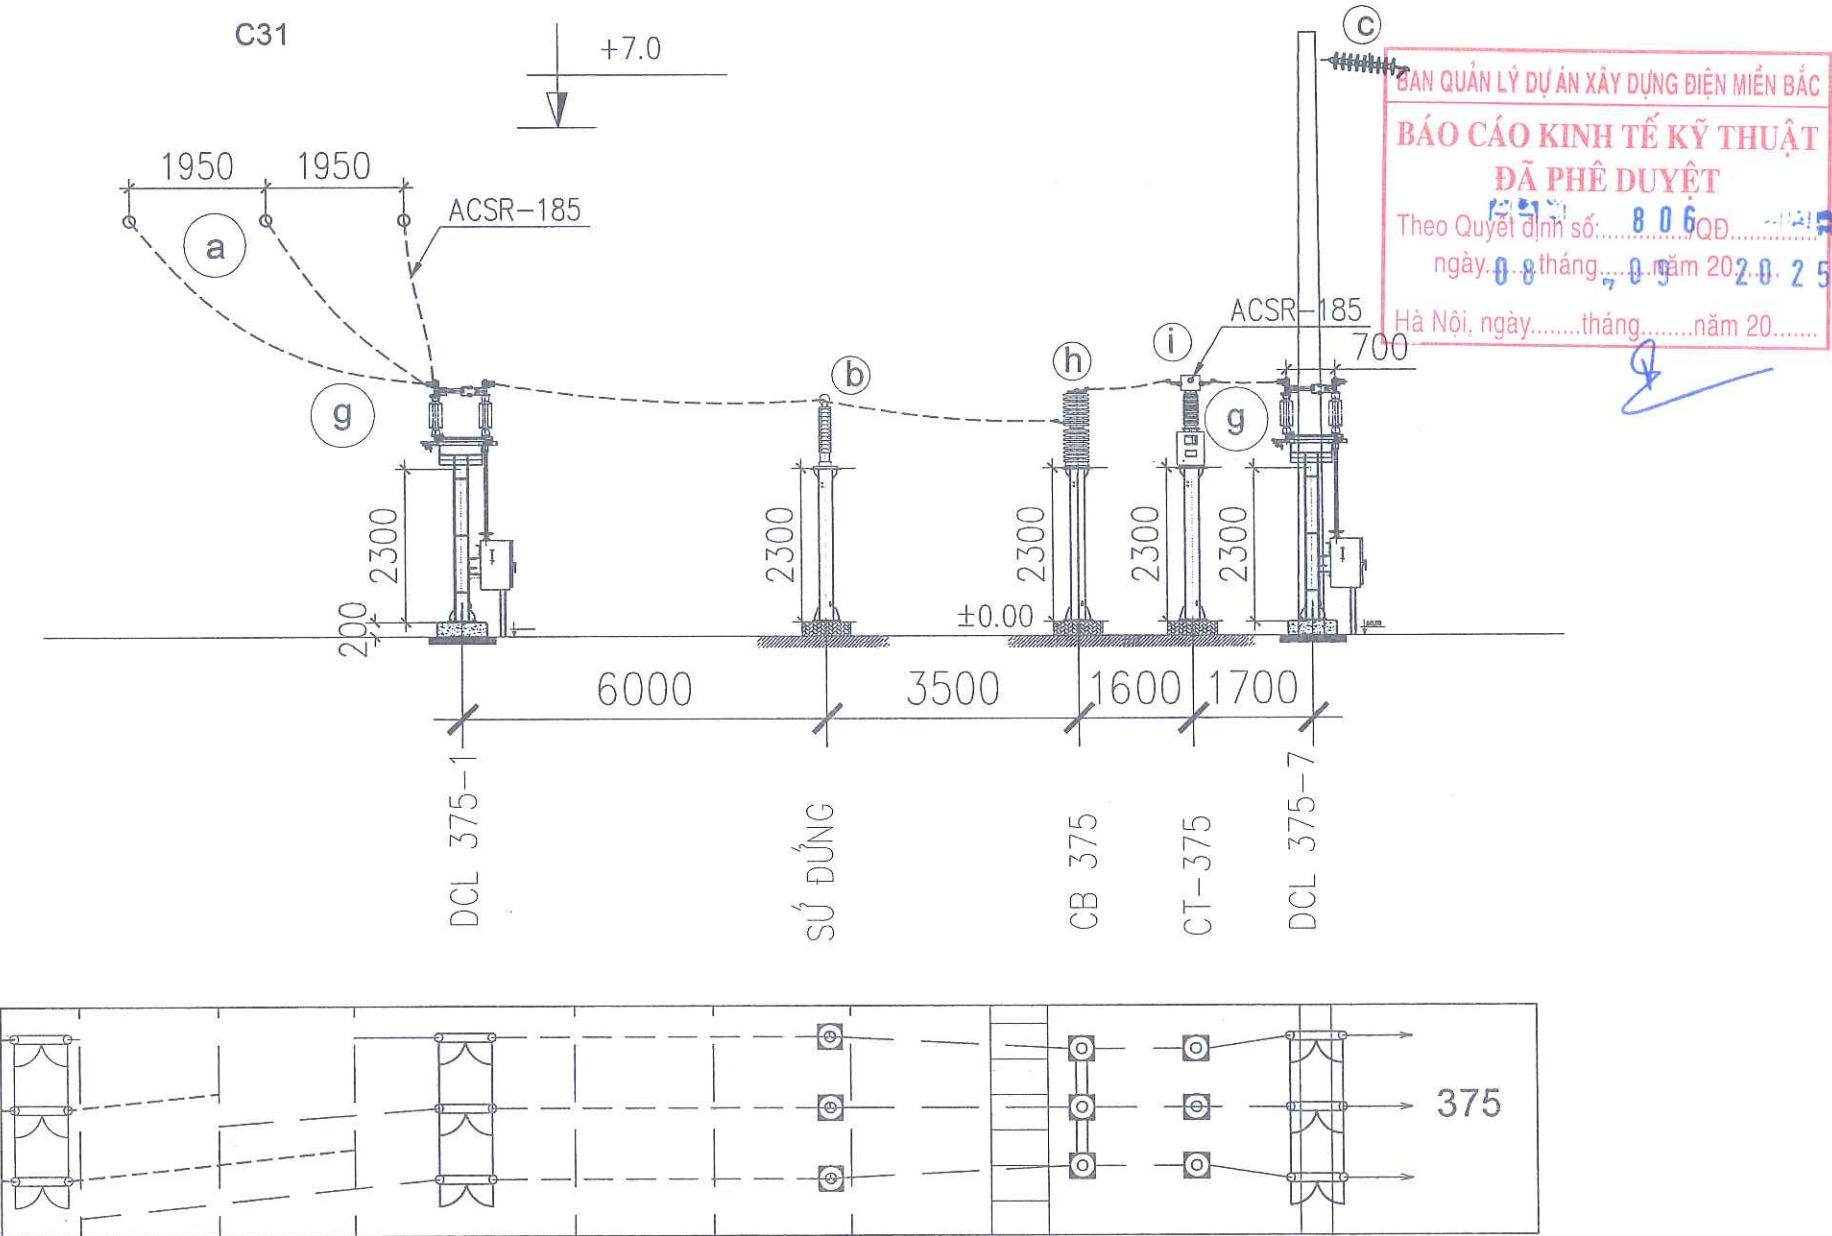 C31
+7.0
c
BAN QUẢN LÝ DỰ ÁN XÂY DỰNG ĐIỆN MIỀN BẮC
BÁO CÁO KINH TẾ KỸ THUẬT
ĐÃ PHÊ DUYỆT
Theo Quyết định số:.....806/QĐ
ngày..08..tháng..09..năm 20..2025
Hà Nội, ngày........tháng........năm 20.......
1950
1950
a
ACSR-185
ACSR-185
700
g
b
h
i
g
2300
2300
2300
2300
2300
200
±0.00
6000
3500
1600
1700
DCL 375-1
SỨ ĐỨNG
CB 375
CT-375
DCL 375-7
375